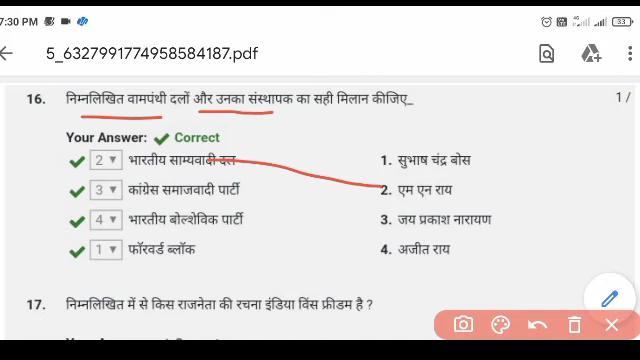 7:30 PM
33
5_6327991774958584187.pdf
16. निम्नलिखित वामपंथी दलों और उनका संस्थापक का सही मिलान कीजिए_
1/
Your Answer: Correct
2 भारतीय साम्यवादी दल 1. सुभाष चंद्र बोस
3 कांग्रेस समाजवादी पार्टी 2. एम एन राय
4 भारतीय बोल्शेविक पार्टी 3. जय प्रकाश नारायण
1 फॉरवर्ड ब्लॉक 4. अजीत राय
17. निम्नलिखित में से किस राजनेता की रचना इंडिया विंस फ्रीडम है ?